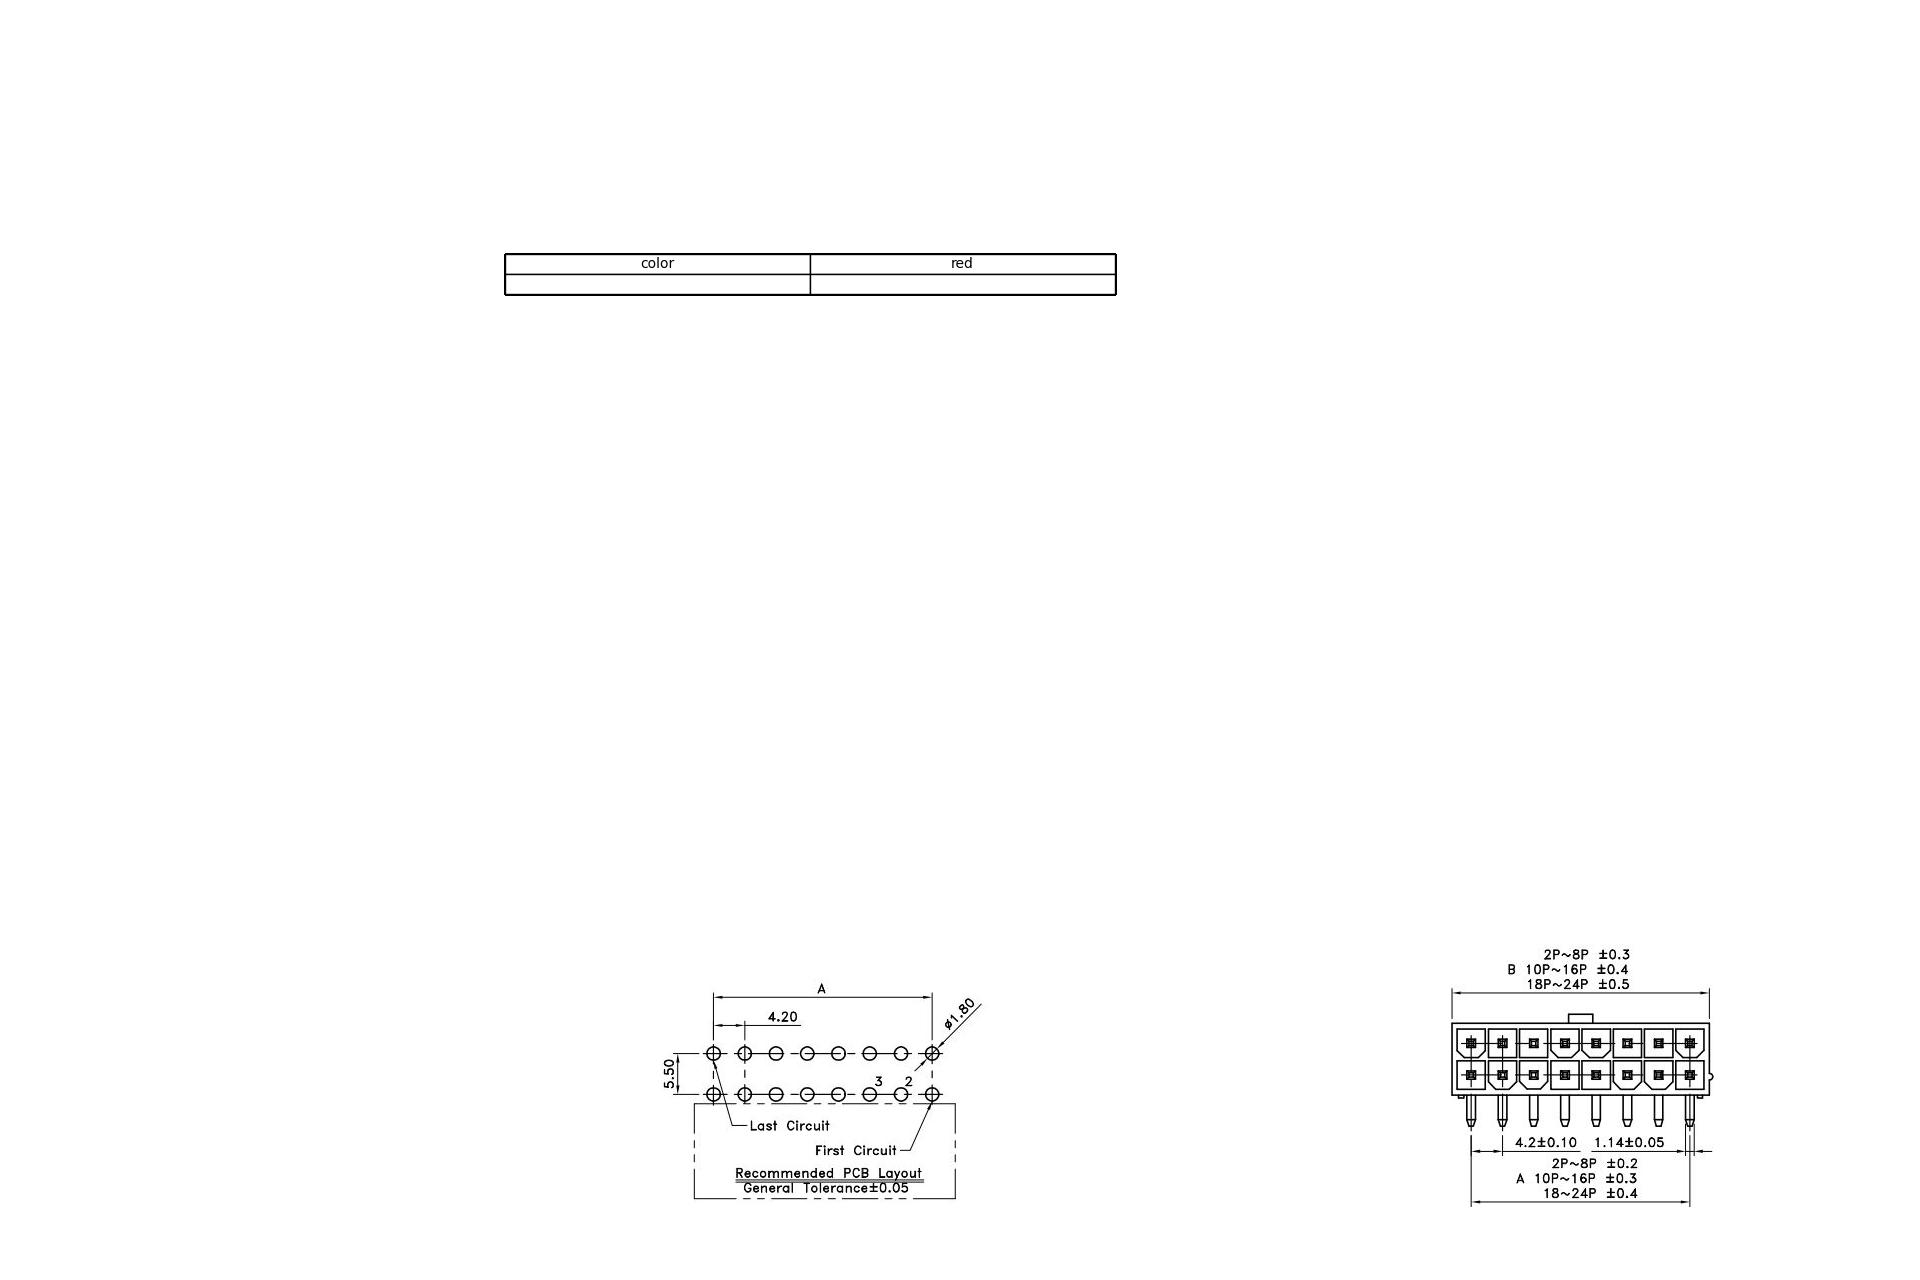 color red
2P~8P ±0.3
B 10P~16P ±0.4
18P~24P ±0.5
A
4.20
ø1.80
5.50
3 2
Last Circuit
First Circuit
Recommended PCB Layout
General Tolerance±0.05
4.2±0.10 1.14±0.05
2P~8P ±0.2
A 10P~16P ±0.3
18~24P ±0.4